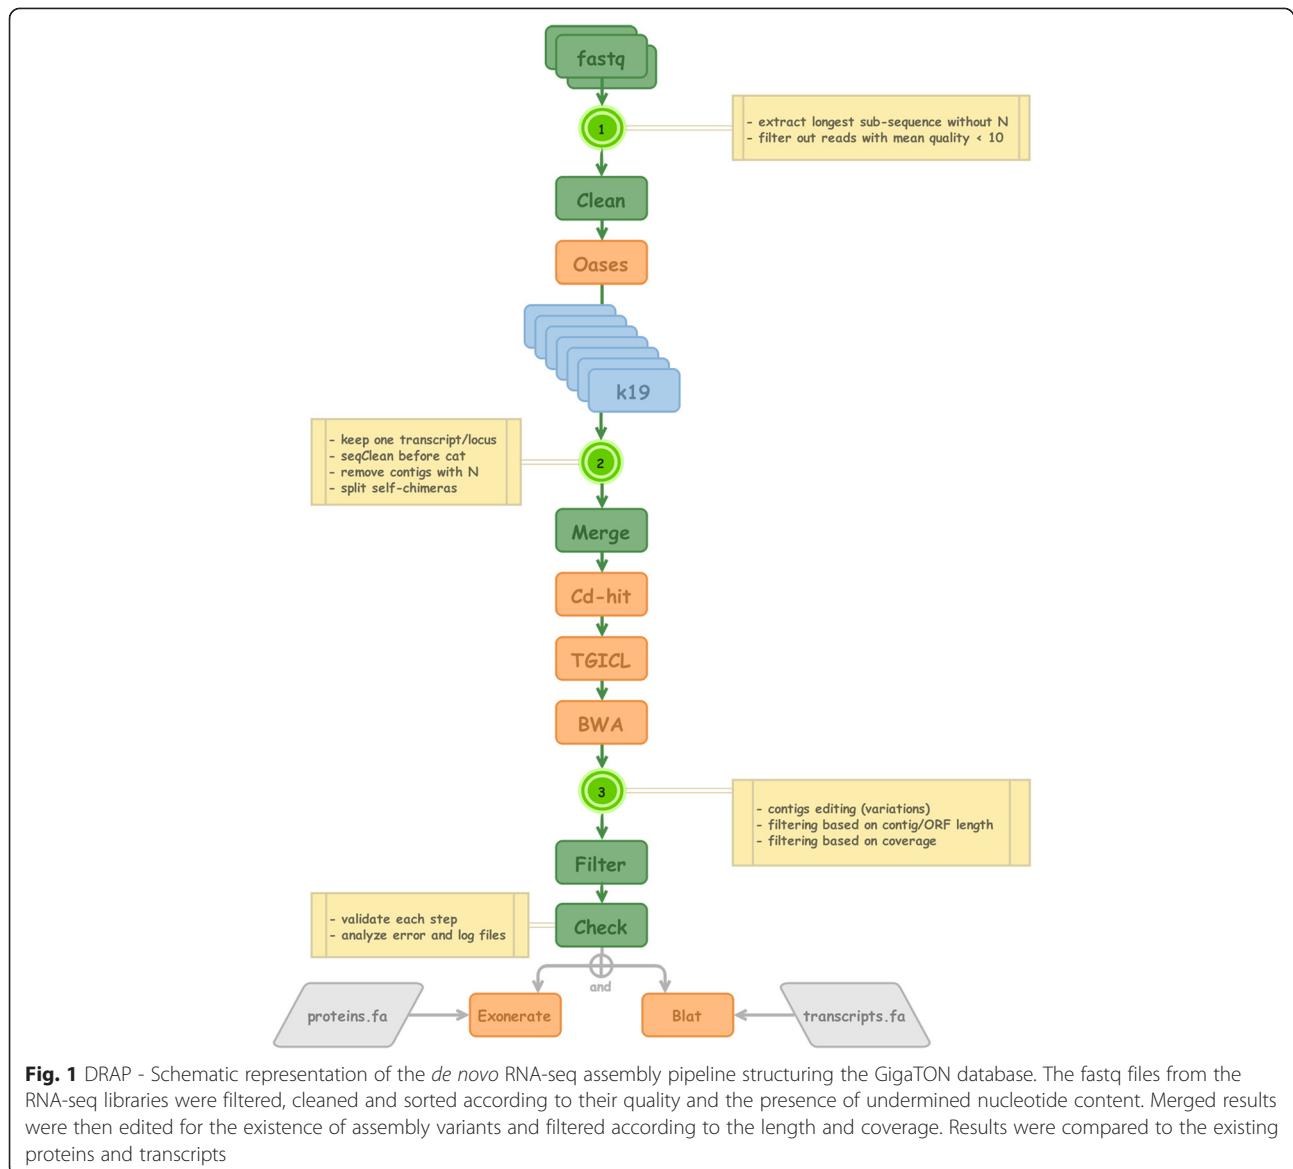 fastq
1
- extract longest sub-sequence without N
- filter out reads with mean quality < 10
Clean
Oases
k19
- keep one transcript/locus
- seqClean before cat
- remove contigs with N
- split self-chimeras
2
Merge
Cd-hit
TGICL
BWA
3
- contigs editing (variations)
- filtering based on contig/ORF length
- filtering based on coverage
Filter
- validate each step
- analyze error and log files
Check
and
proteins.fa
Exonerate
Blat
transcripts.fa
Fig. 1 DRAP - Schematic representation of the de novo RNA-seq assembly pipeline structuring the GigaTON database. The fastq files from the
RNA-seq libraries were filtered, cleaned and sorted according to their quality and the presence of undermined nucleotide content. Merged results
were then edited for the existence of assembly variants and filtered according to the length and coverage. Results were compared to the existing
proteins and transcripts